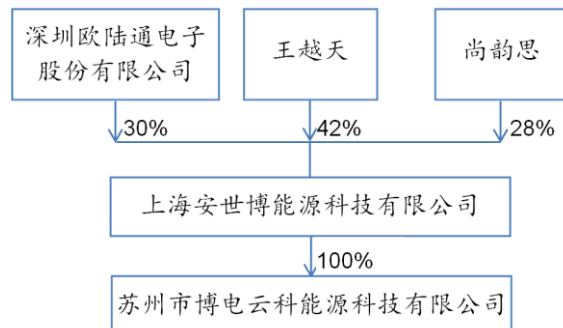 深圳欧陆通电子
股份有限公司
王越天
尚韵思
30%
42%
28%
上海安世博能源科技有限公司
100%
苏州市博电云科能源科技有限公司